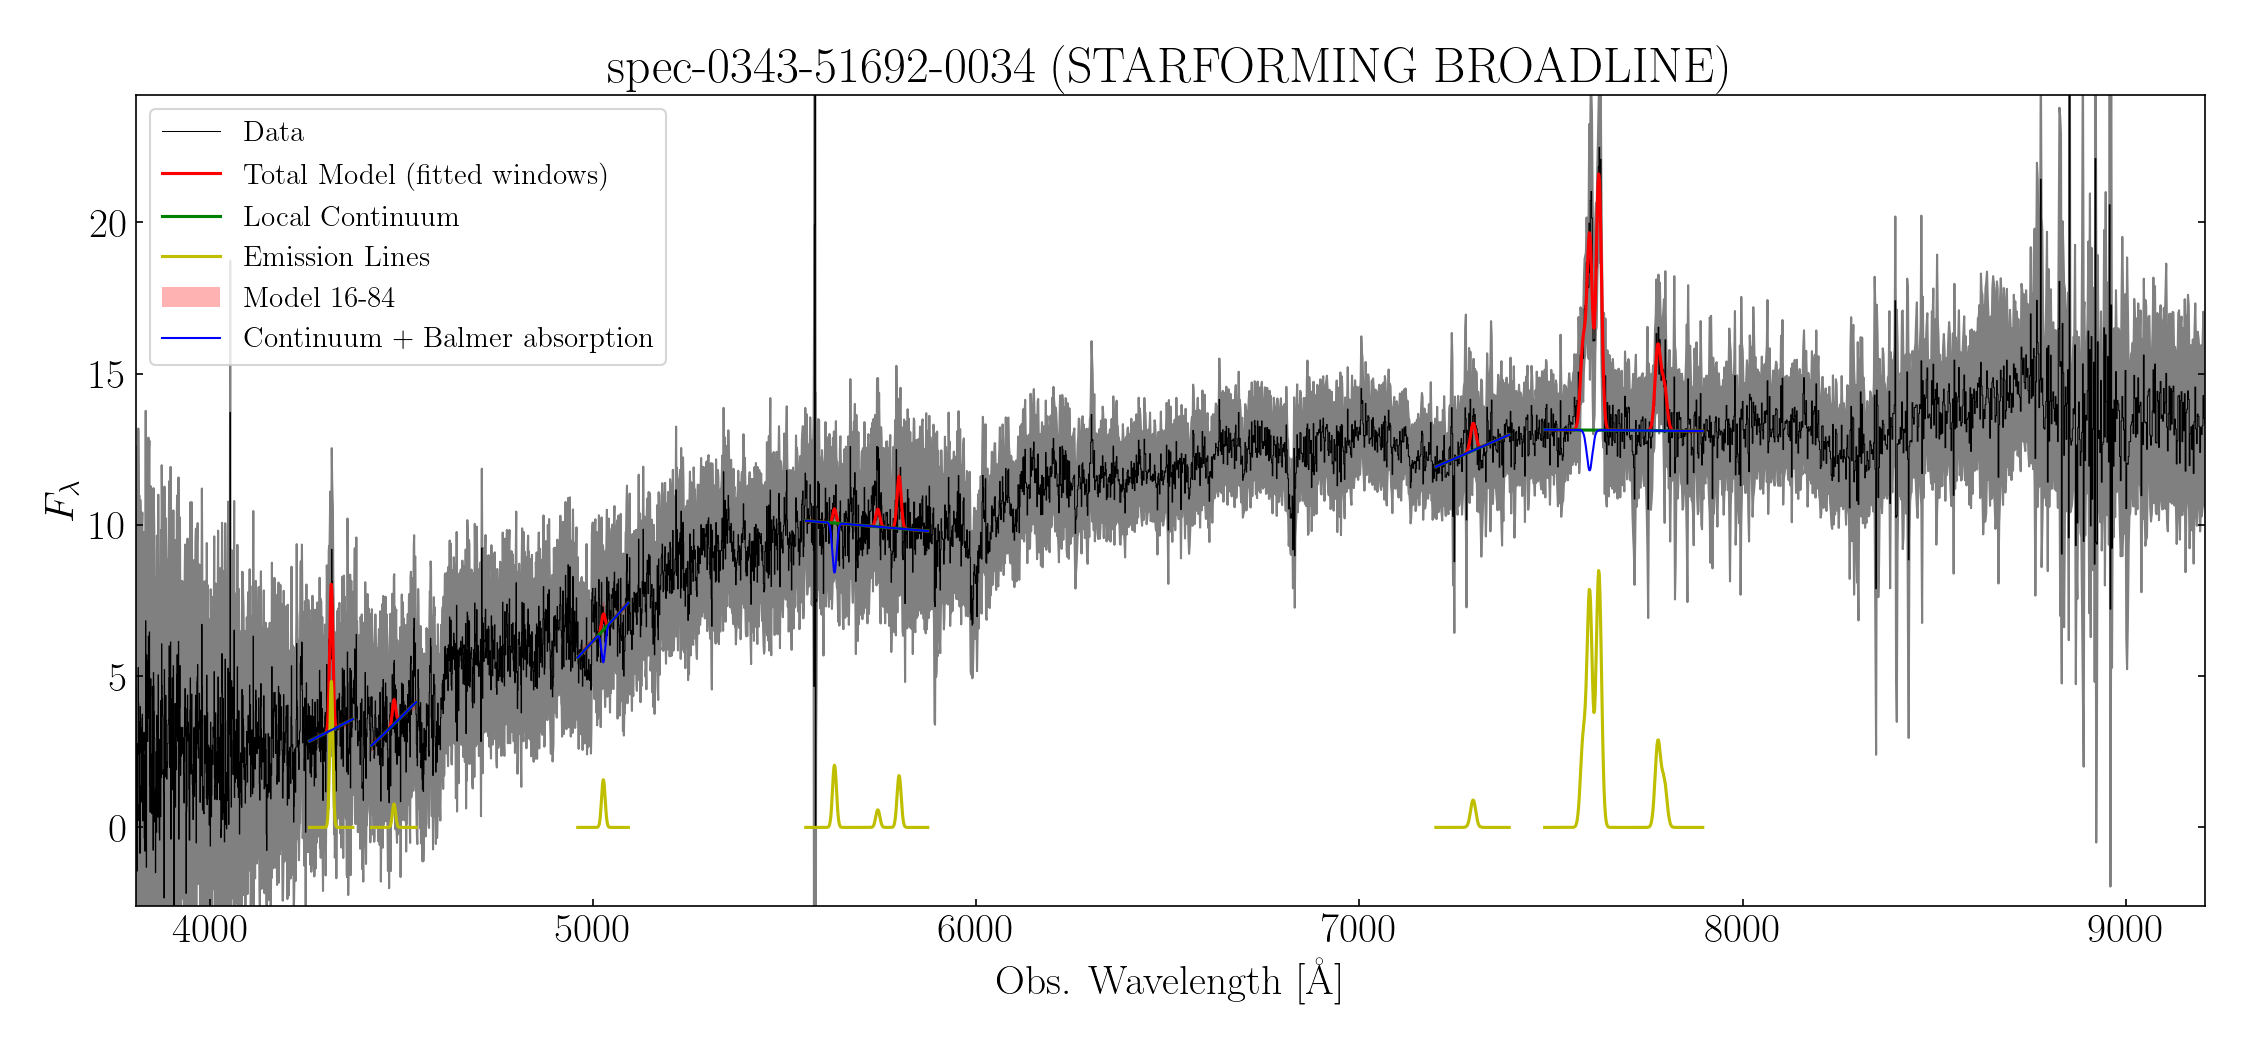 spec-0343-51692-0034 (STARFORMING BROADLINE)
Data
Total Model (fitted windows)
Local Continuum
Emission Lines
Model 16-84
Continuum + Balmer absorption
20
15
10
5
0
F_λ
4000 5000 6000 7000 8000 9000
Obs. Wavelength [Å]